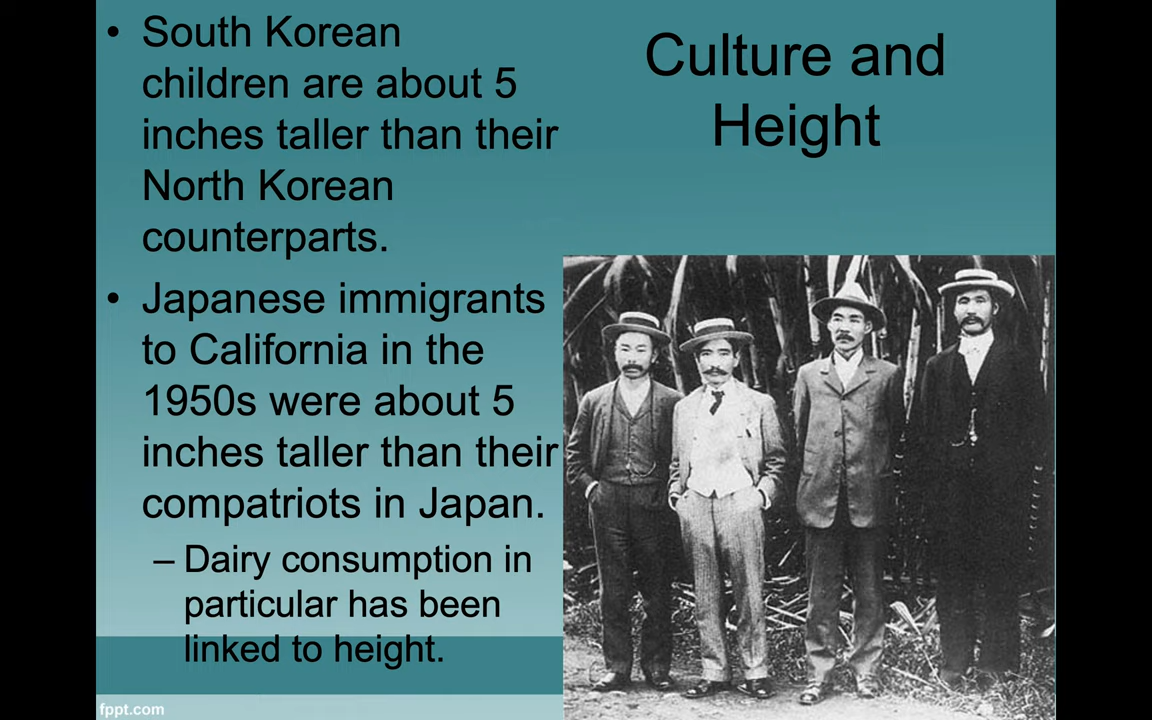 Culture and
Height
• South Korean
children are about 5
inches taller than their
North Korean
counterparts.
• Japanese immigrants
to California in the
1950s were about 5
inches taller than their
compatriots in Japan.
– Dairy consumption in
particular has been
linked to height.
fppt.com